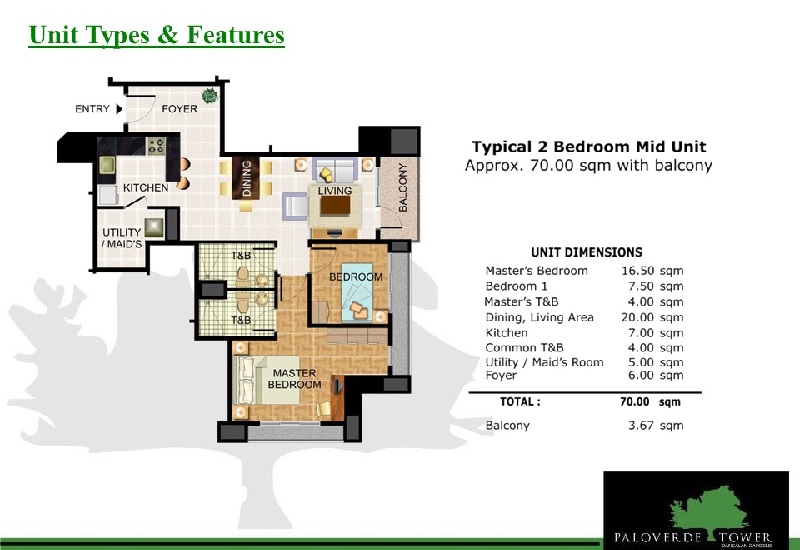 Unit Types & Features
ENTRY
FOYER
KITCHEN
DINING
LIVING
BALCONY
UTILITY
/ MAID'S
T&B
BEDROOM
T&B
MASTER
BEDROOM
Typical 2 Bedroom Mid Unit
Approx. 70.00 sqm with balcony
UNIT DIMENSIONS
Master's Bedroom 16.50 sqm
Bedroom 1 7.50 sqm
Master's T&B 4.00 sqm
Dining, Living Area 20.00 sqm
Kitchen 7.00 sqm
Common T&B 4.00 sqm
Utility / Maid's Room 5.00 sqm
Foyer 6.00 sqm
TOTAL : 70.00 sqm
Balcony 3.67 sqm
PALOVERDE TOWER